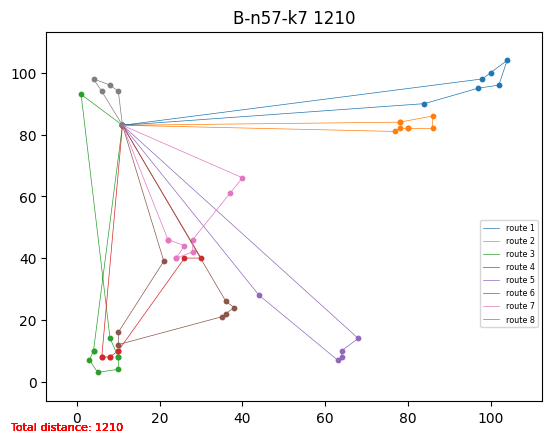 B-n57-k7 1210
100
80
60
40
20
0
0
20
40
60
80
100
route 1
route 2
route 3
route 4
route 5
route 6
route 7
route 8
Total distance: 1210